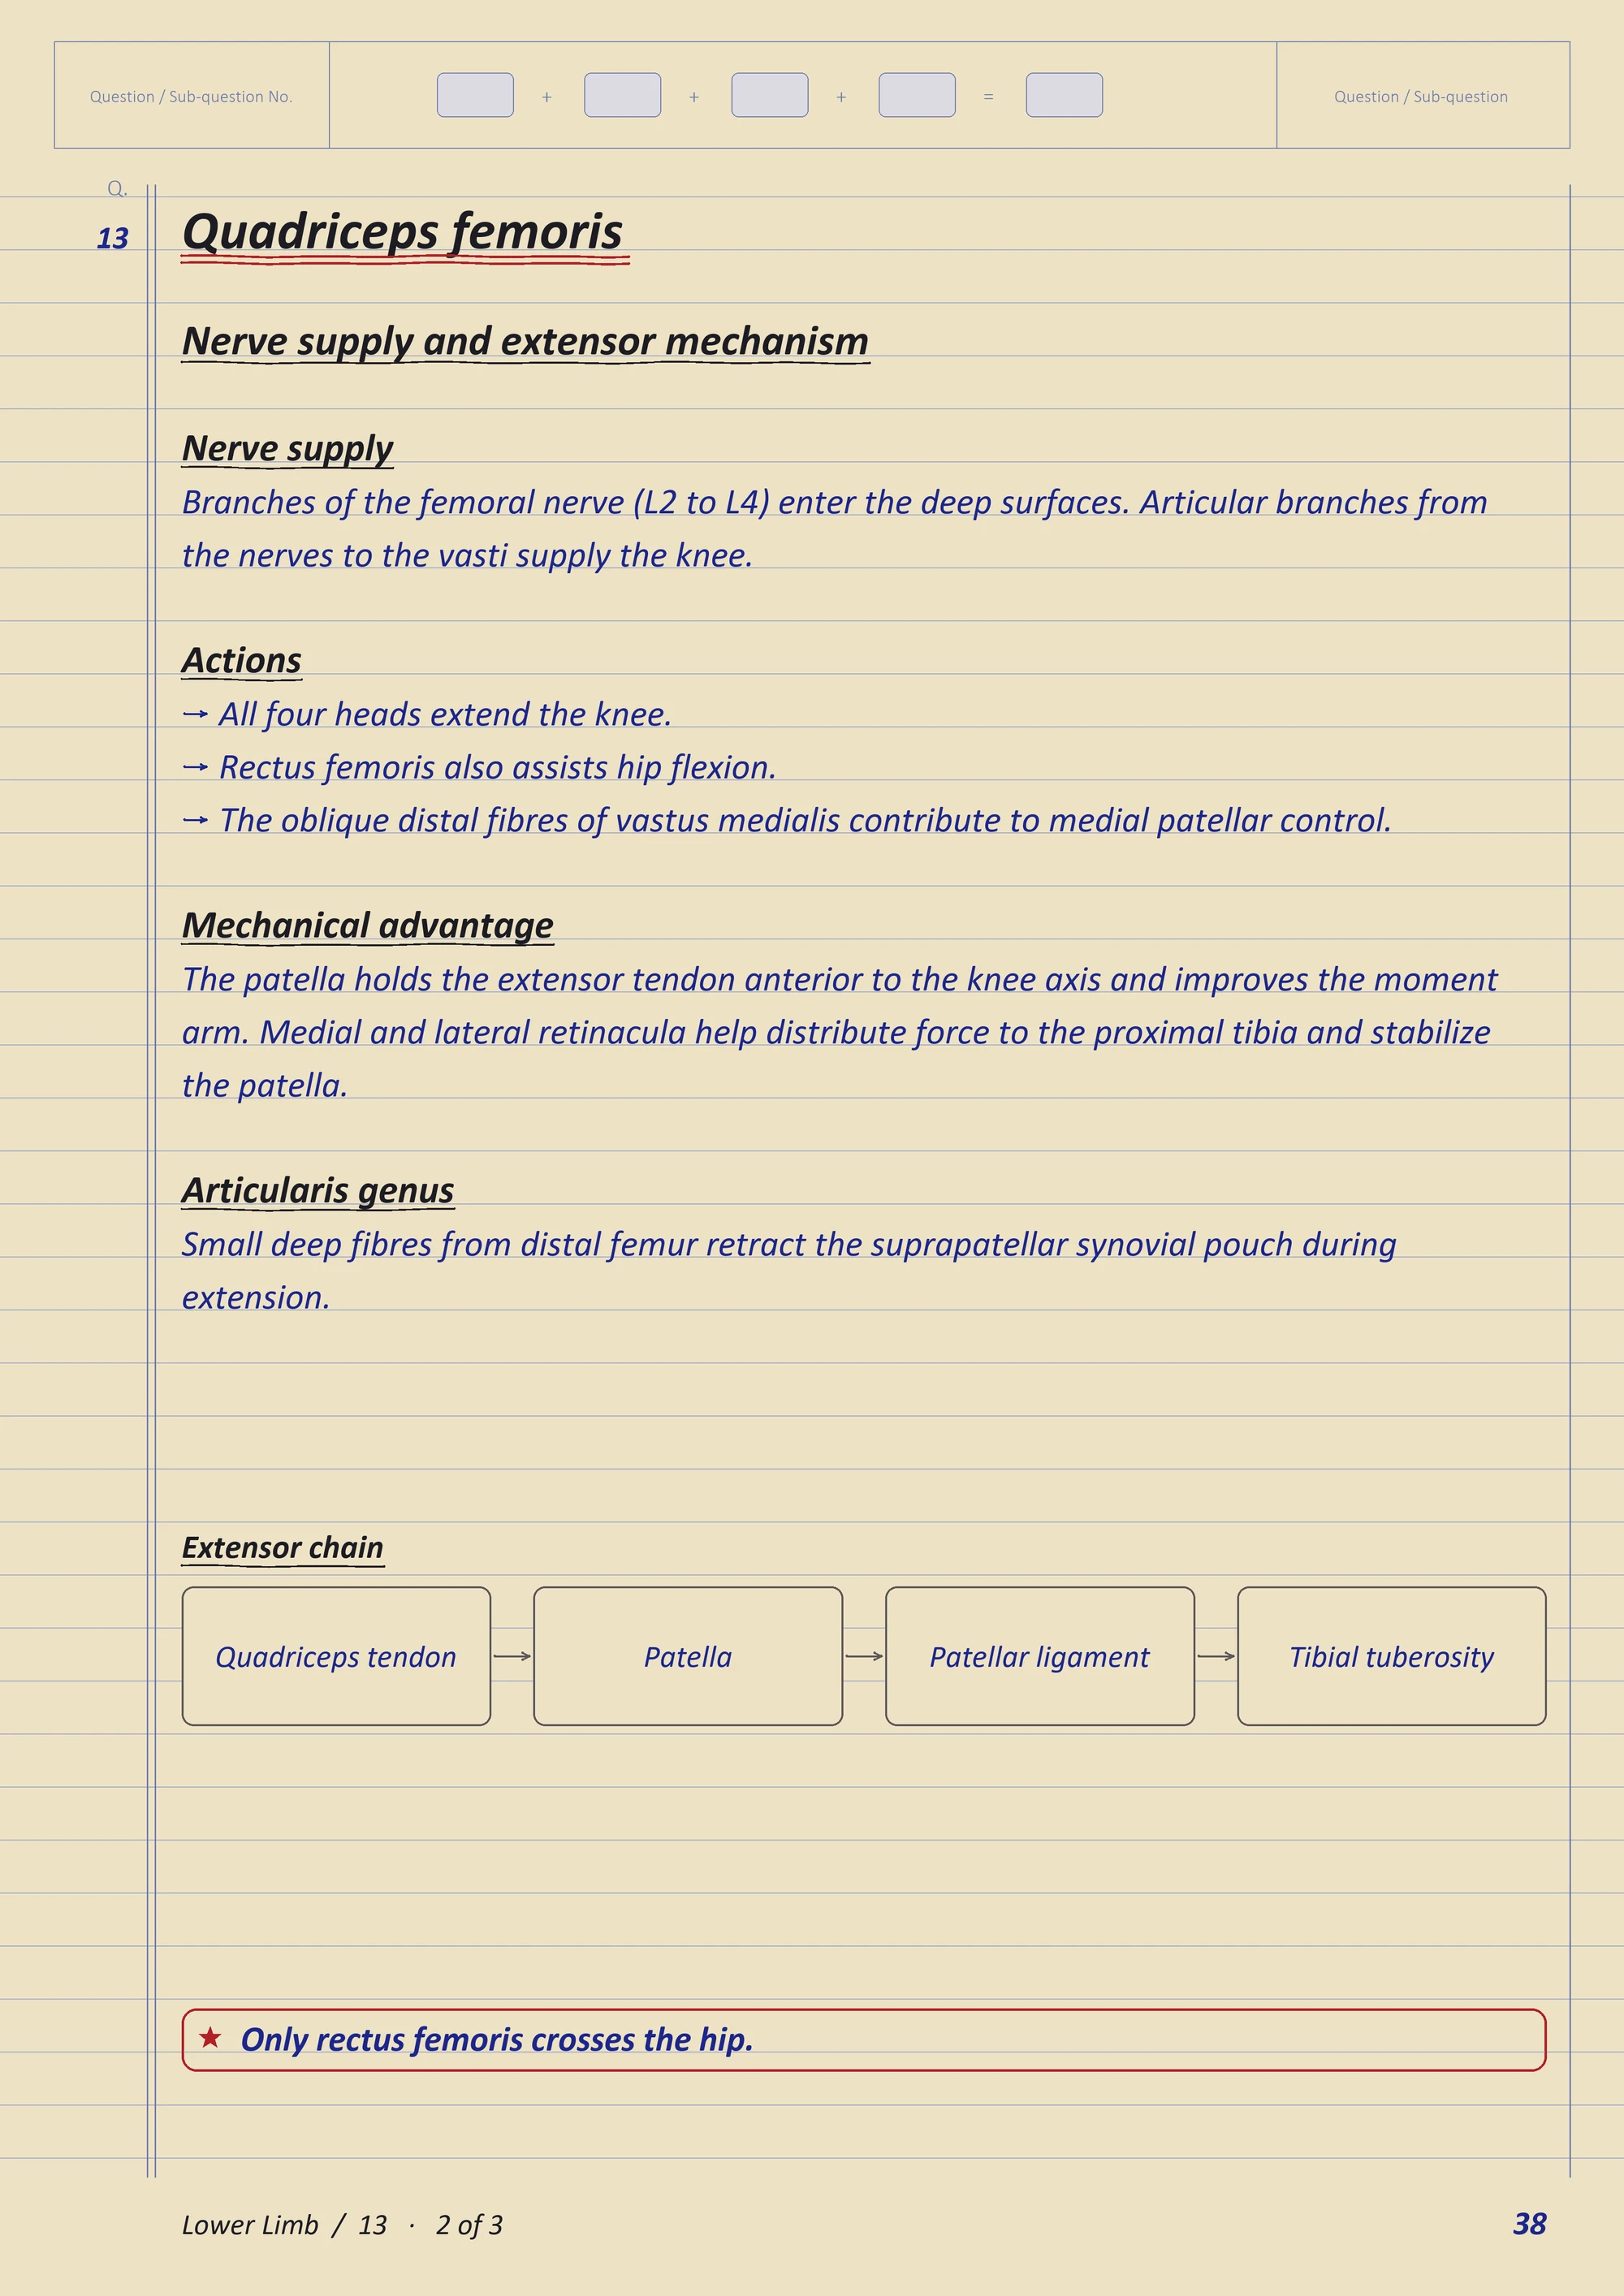 Question / Sub-question No.
+ + + =
Question / Sub-question
Q.
13
Quadriceps femoris
Nerve supply and extensor mechanism
Nerve supply
Branches of the femoral nerve (L2 to L4) enter the deep surfaces. Articular branches from
the nerves to the vasti supply the knee.
Actions
→ All four heads extend the knee.
→ Rectus femoris also assists hip flexion.
→ The oblique distal fibres of vastus medialis contribute to medial patellar control.
Mechanical advantage
The patella holds the extensor tendon anterior to the knee axis and improves the moment
arm. Medial and lateral retinacula help distribute force to the proximal tibia and stabilize
the patella.
Articularis genus
Small deep fibres from distal femur retract the suprapatellar synovial pouch during
extension.
Extensor chain
Quadriceps tendon → Patella → Patellar ligament → Tibial tuberosity
★ Only rectus femoris crosses the hip.
Lower Limb / 13 · 2 of 3
38